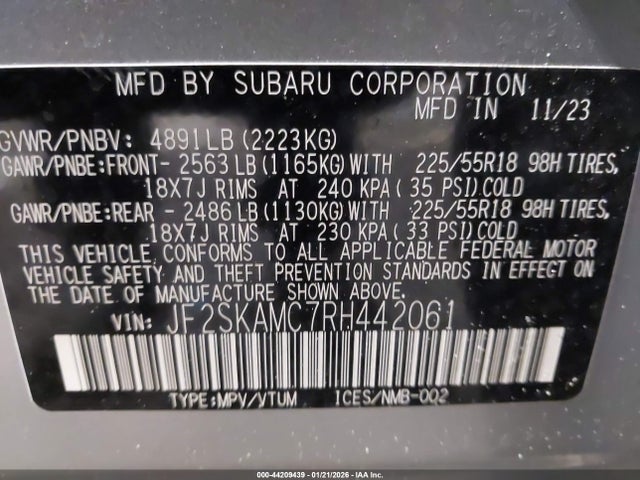 MFD BY SUBARU CORPORATION
MFD IN 11/23
GVWR/PNBV: 4891LB (2223KG)
GAWR/PNBE:FRONT- 2563 LB (1165KG) WITH 225/55R18 98H TIRES,
18X7J RIMS AT 240 KPA ( 35 PSI) COLD
GAWR/PNBE:REAR - 2486 LB (1130KG) WITH 225/55R18 98H TIRES,
18X7J RIMS AT 230 KPA ( 33 PSI) COLD
THIS VEHICLE, CONFORMS TO ALL APPLICABLE FEDERAL MOTOR
VEHICLE SAFETY AND THEFT PREVENTION STANDARDS IN EFFECT ON
THE DATE OF MANUFACTURE SHOWN ABOVE.
VIN: JF2SKAMC7RH442061
TYPE:MPV/VTUM ICES/NMB-002
000-44209439 - 01/21/2026 - IAA Inc.